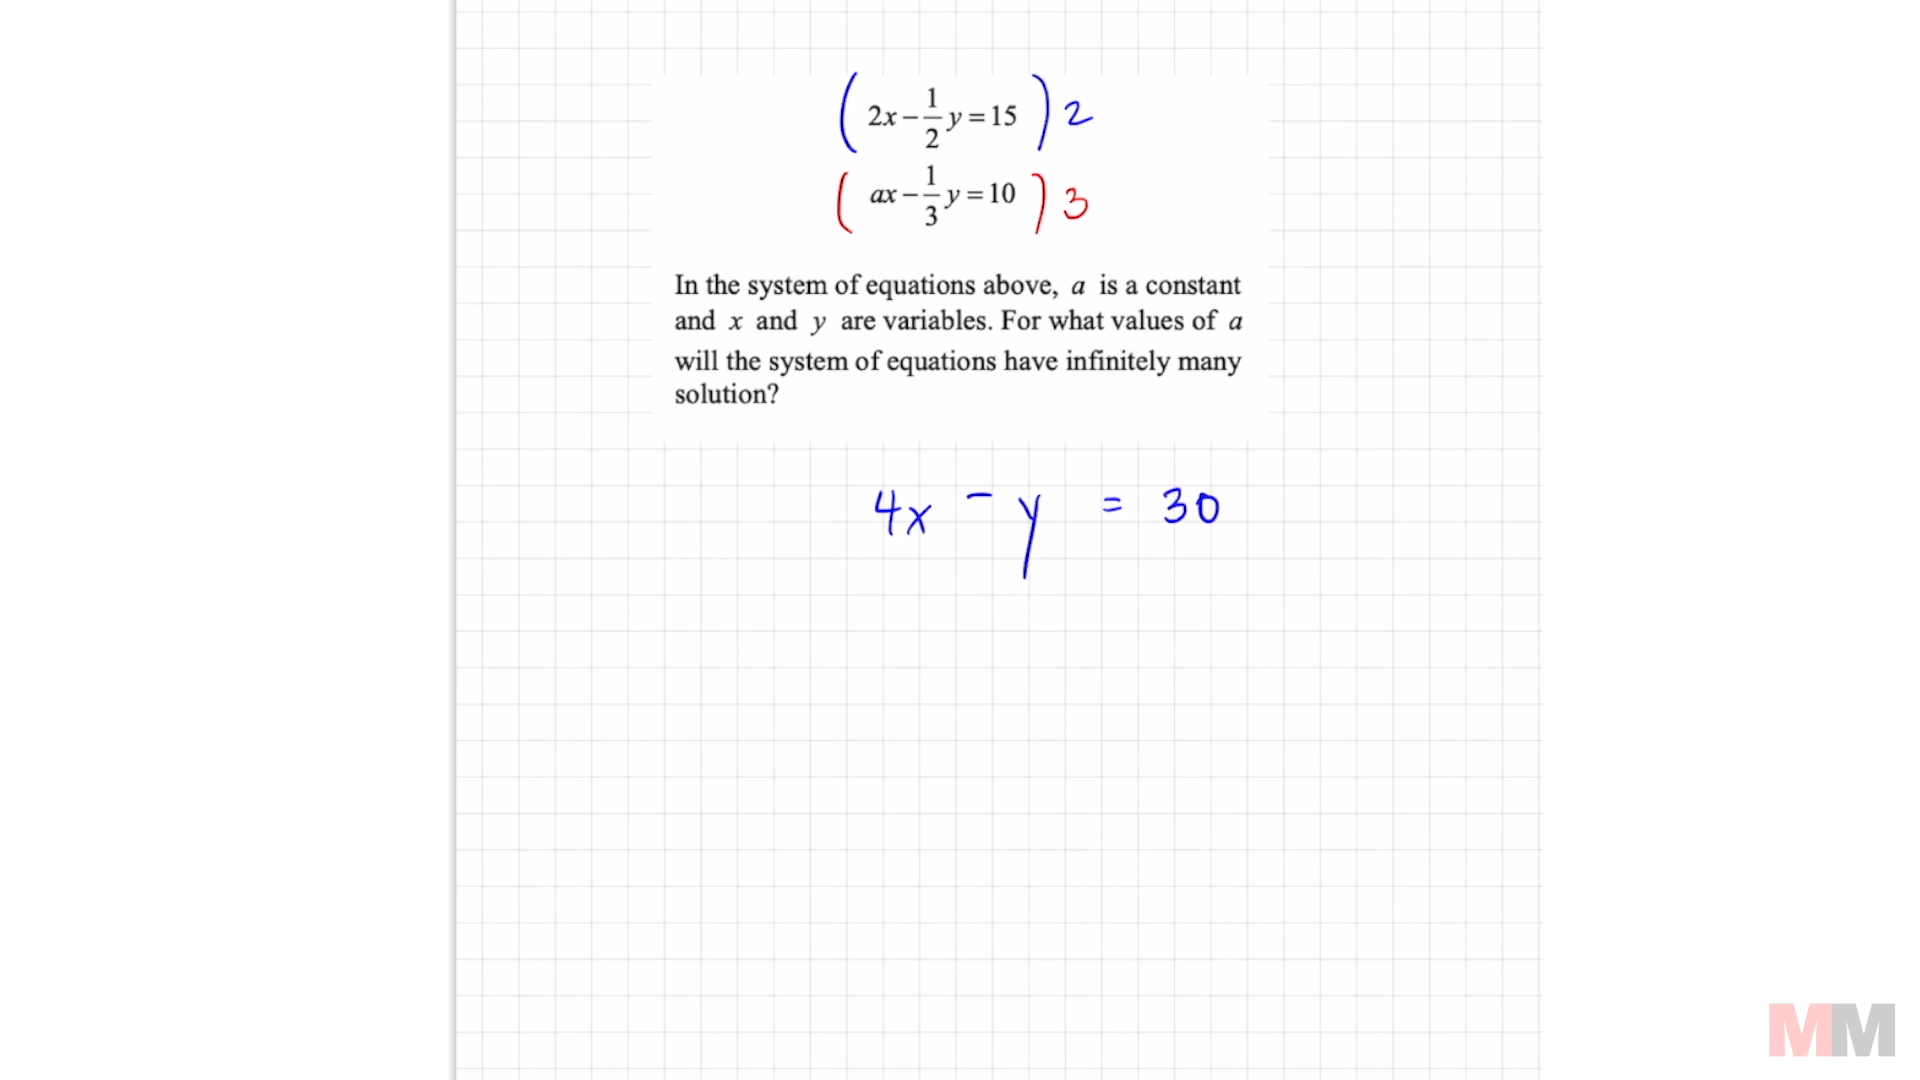 (2x − 1/2 y = 15) 2
(ax − 1/3 y = 10) 3
In the system of equations above, a is a constant
and x and y are variables. For what values of a
will the system of equations have infinitely many
solution?
4x − y = 30
MM